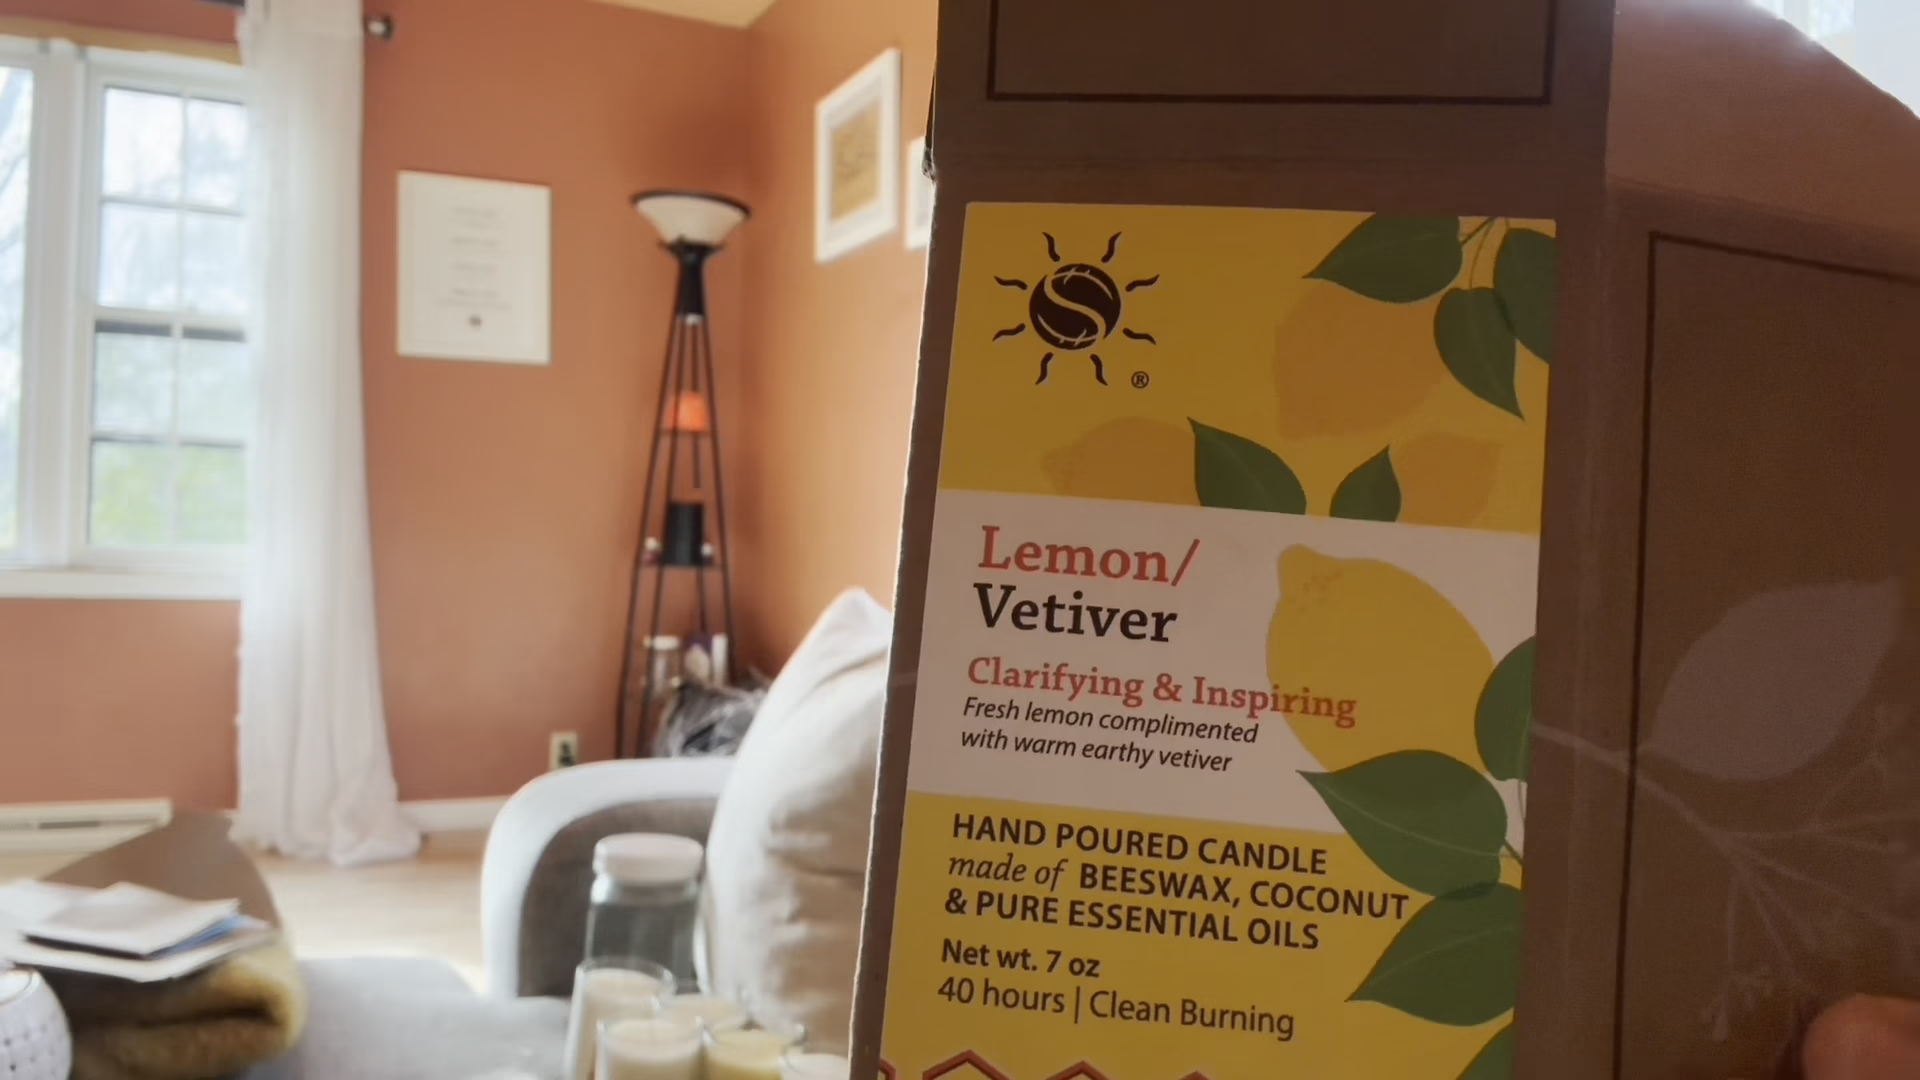 ®
Lemon/
Vetiver
Clarifying & Inspiring
Fresh lemon complimented
with warm earthy vetiver
HAND POURED CANDLE
made of BEESWAX, COCONUT
& PURE ESSENTIAL OILS
Net wt. 7 oz
40 hours | Clean Burning